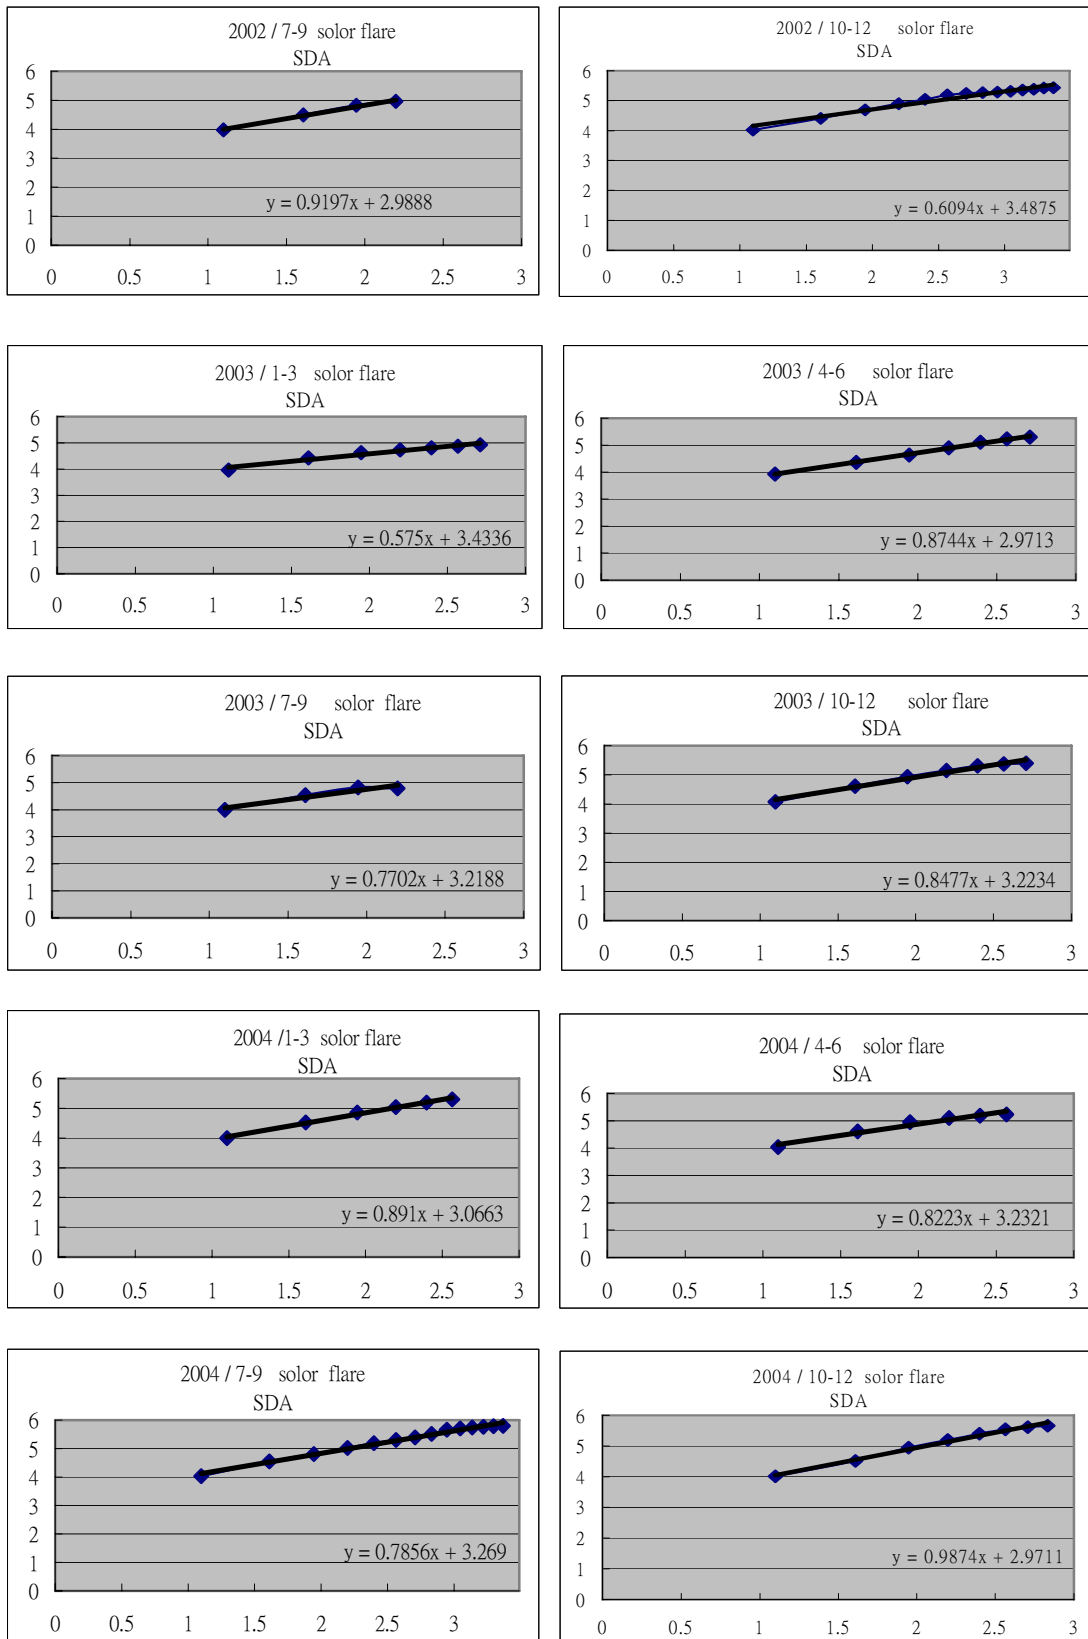 2002 / 7-9 solor flare
SDA
6
5
4
3
2
1
0
y = 0.9197x + 2.9888
0 0.5 1 1.5 2 2.5 3
2002 / 10-12 solor flare
SDA
6
5
4
3
2
1
0
y = 0.6094x + 3.4875
0 0.5 1 1.5 2 2.5 3
2003 / 1-3 solor flare
SDA
6
5
4
3
2
1
0
y = 0.575x + 3.4336
0 0.5 1 1.5 2 2.5 3
2003 / 4-6 solor flare
SDA
6
5
4
3
2
1
0
y = 0.8744x + 2.9713
0 0.5 1 1.5 2 2.5 3
2003 / 7-9 solor flare
SDA
6
5
4
3
2
1
0
y = 0.7702x + 3.2188
0 0.5 1 1.5 2 2.5 3
2003 / 10-12 solor flare
SDA
6
5
4
3
2
1
0
y = 0.8477x + 3.2234
0 0.5 1 1.5 2 2.5 3
2004 /1-3 solor flare
SDA
6
5
4
3
2
1
0
y = 0.891x + 3.0663
0 0.5 1 1.5 2 2.5 3
2004 / 4-6 solor flare
SDA
6
5
4
3
2
1
0
y = 0.8223x + 3.2321
0 0.5 1 1.5 2 2.5 3
2004 / 7-9 solor flare
SDA
6
5
4
3
2
1
0
y = 0.7856x + 3.269
0 0.5 1 1.5 2 2.5 3
2004 / 10-12 solor flare
SDA
6
5
4
3
2
1
0
y = 0.9874x + 2.9711
0 0.5 1 1.5 2 2.5 3